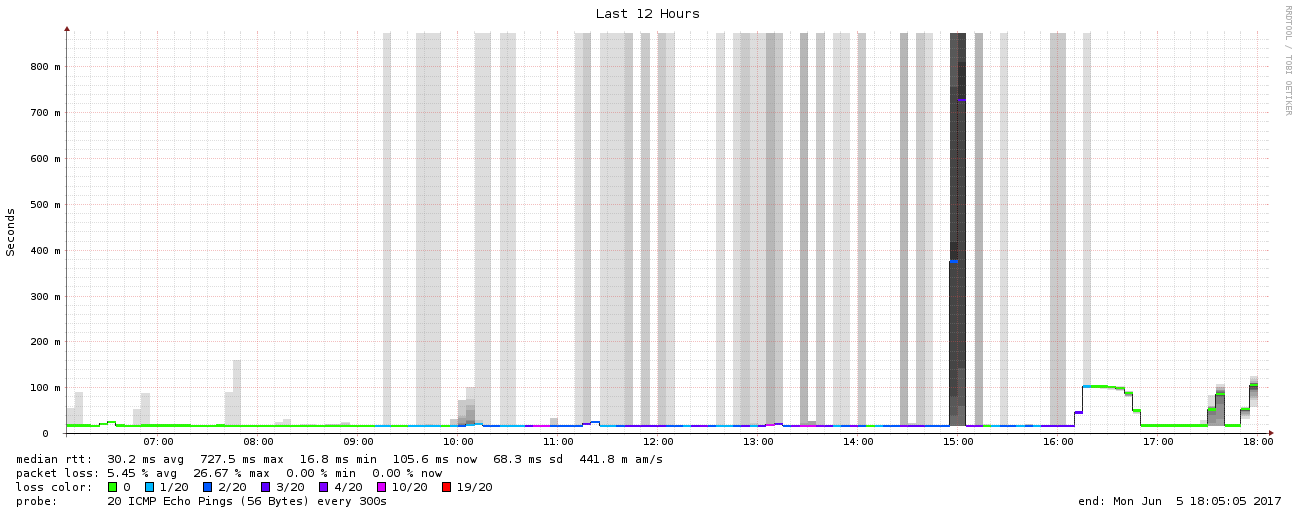 Last 12 Hours
RRDTOOL / TOBI OETIKER
Seconds
800 m
700 m
600 m
500 m
400 m
300 m
200 m
100 m
0
07:00 08:00 09:00 10:00 11:00 12:00 13:00 14:00 15:00 16:00 17:00 18:00
median rtt: 30.2 ms avg 727.5 ms max 16.8 ms min 105.6 ms now 68.3 ms sd 441.8 m am/s
packet loss: 5.45 % avg 26.67 % max 0.00 % min 0.00 % now
loss color: 0 1/20 2/20 3/20 4/20 10/20 19/20
probe: 20 ICMP Echo Pings (56 Bytes) every 300s end: Mon Jun 5 18:05:05 2017